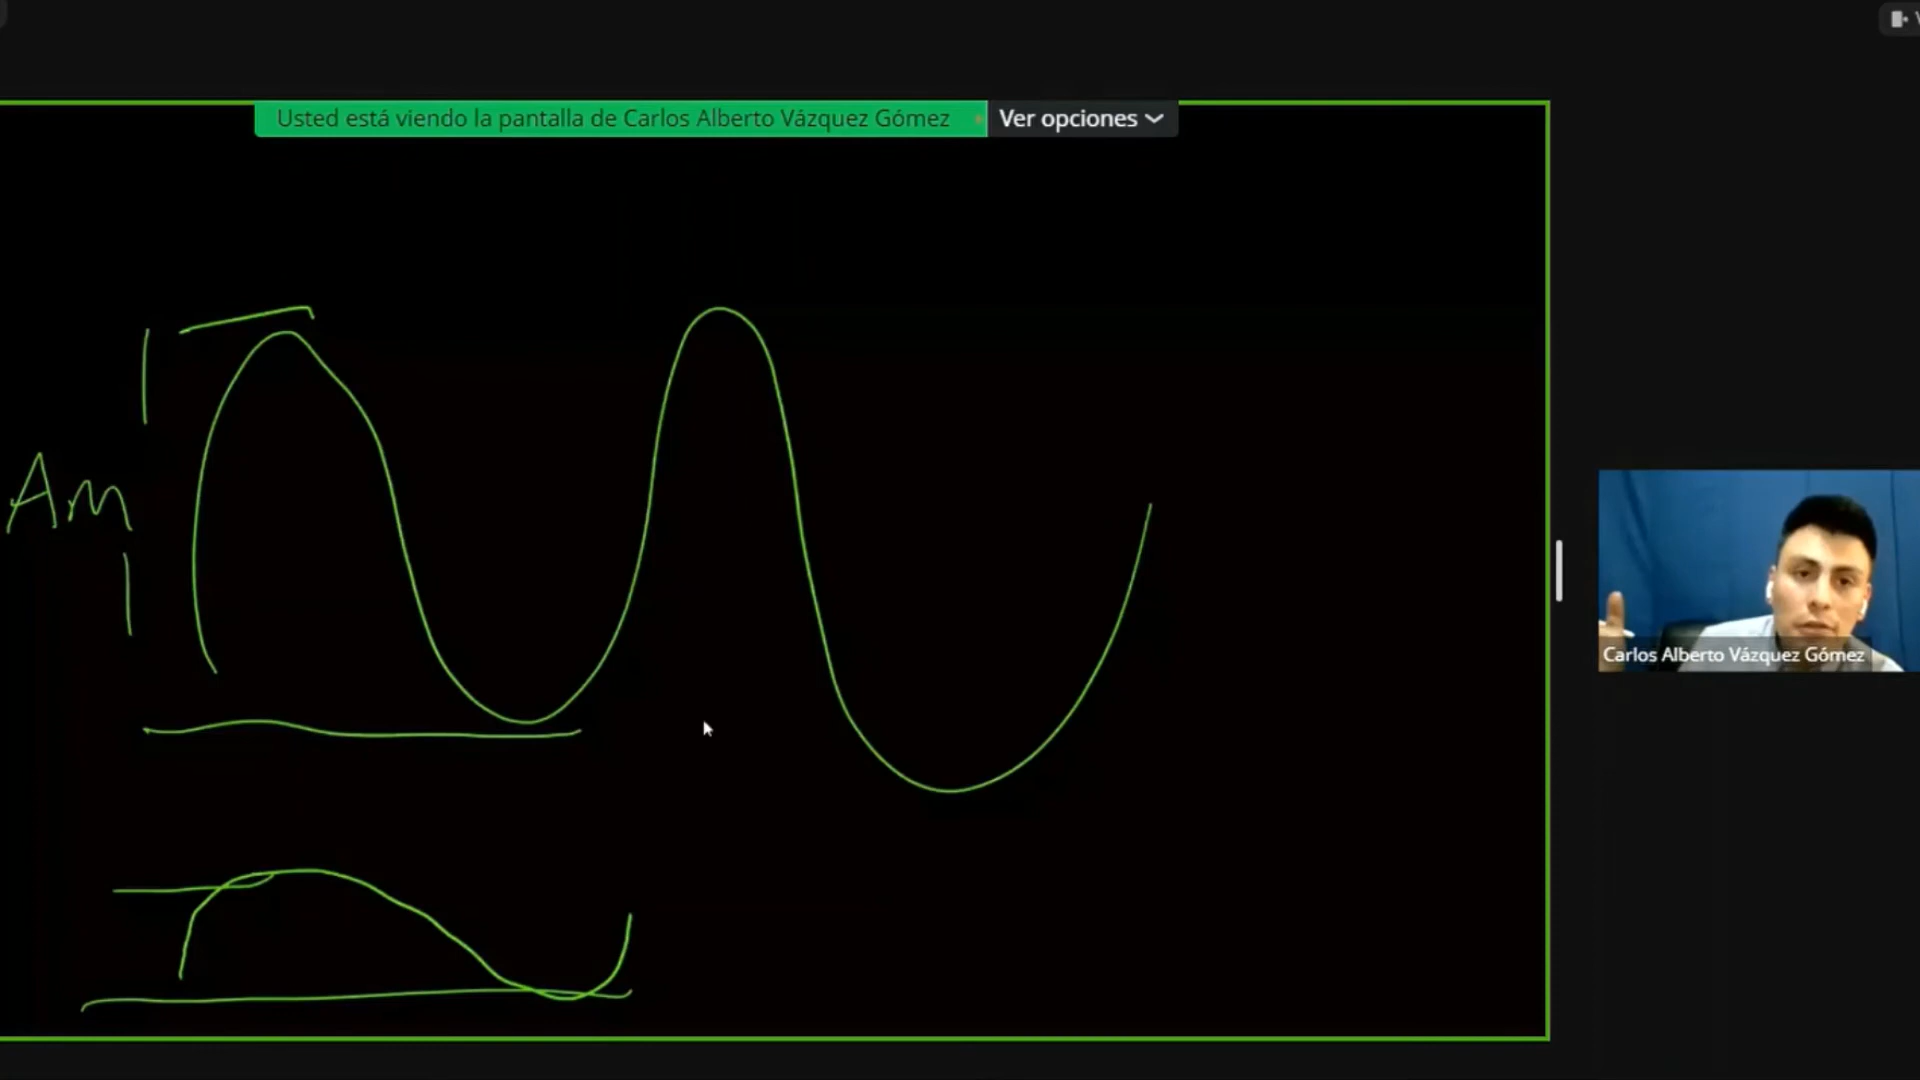 Usted está viendo la pantalla de Carlos Alberto Vázquez Gómez
Ver opciones
Am
Carlos Alberto Vázquez Gómez